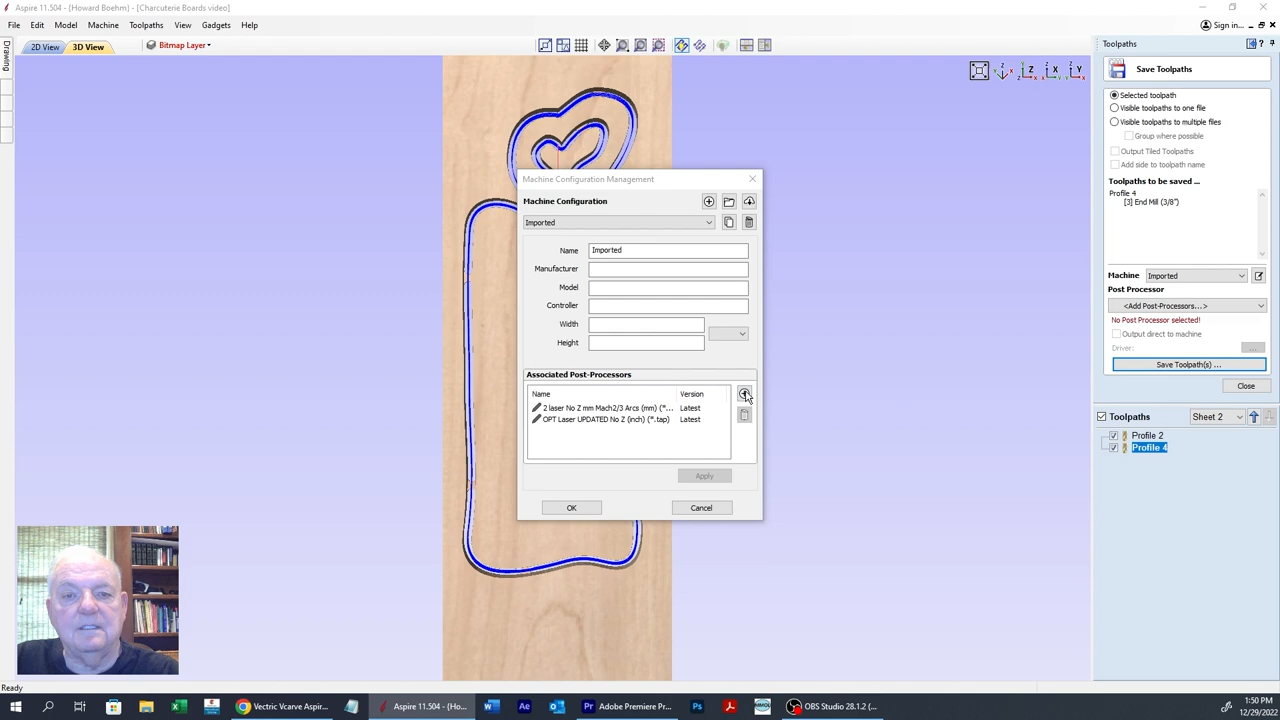 Aspire 11.504 - [Howard Boehm] - [Charcuterie Boards video]
File Edit Model Machine Toolpaths View Gadgets Help
Sign in...
2D View 3D View Bitmap Layer
Drawing
Z X Y
Toolpaths
Save Toolpaths
Selected toolpath
Visible toolpaths to one file
Visible toolpaths to multiple files
Group where possible
Output Tiled Toolpaths
Add side to toolpath name
Toolpaths to be saved ...
Profile 4
[3] End Mill (3/8")
Machine Imported
Post Processor
<Add Post-Processors...>
No Post Processor selected!
Output direct to machine
Driver: ...
Save Toolpath(s) ...
Close
Toolpaths Sheet 2
Profile 2
Profile 4
Machine Configuration Management
Machine Configuration
Imported
Name Imported
Manufacturer
Model
Controller
Width
Height
Associated Post-Processors
Name Version
2 laser No Z mm Mach2/3 Arcs (mm) (*... Latest
OPT Laser UPDATED No Z (inch) (*.tap) Latest
Apply
OK Cancel
Ready
Vectric Vcarve Aspir...
Aspire 11.504 - [Ho...
Adobe Premiere Pr...
OBS Studio 28.1.2 (...
1:50 PM
12/29/2022